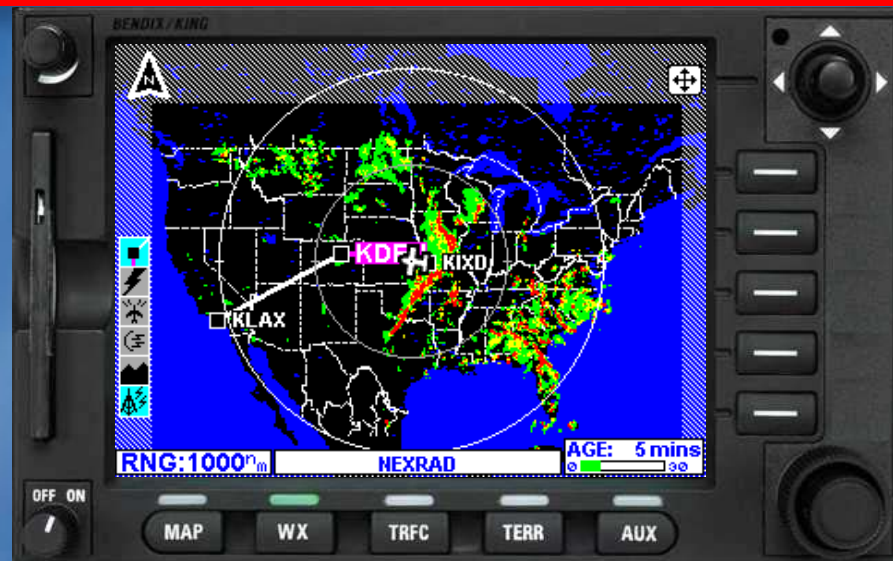 BENDIX/KING
N
KDE
KIXD
KLAX
RNG:1000nm
NEXRAD
AGE: 5 mins
0 30
OFF ON
MAP
WX
TRFC
TERR
AUX